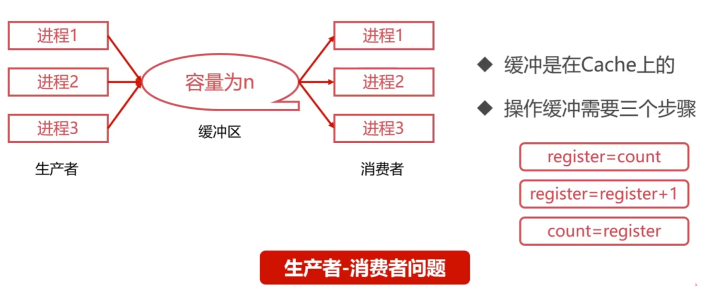 进程1
进程2
进程3
生产者
容量为n
缓冲区
进程1
进程2
进程3
消费者
◆ 缓冲是在Cache上的
◆ 操作缓冲需要三个步骤
register=count
register=register+1
count=register
生产者-消费者问题